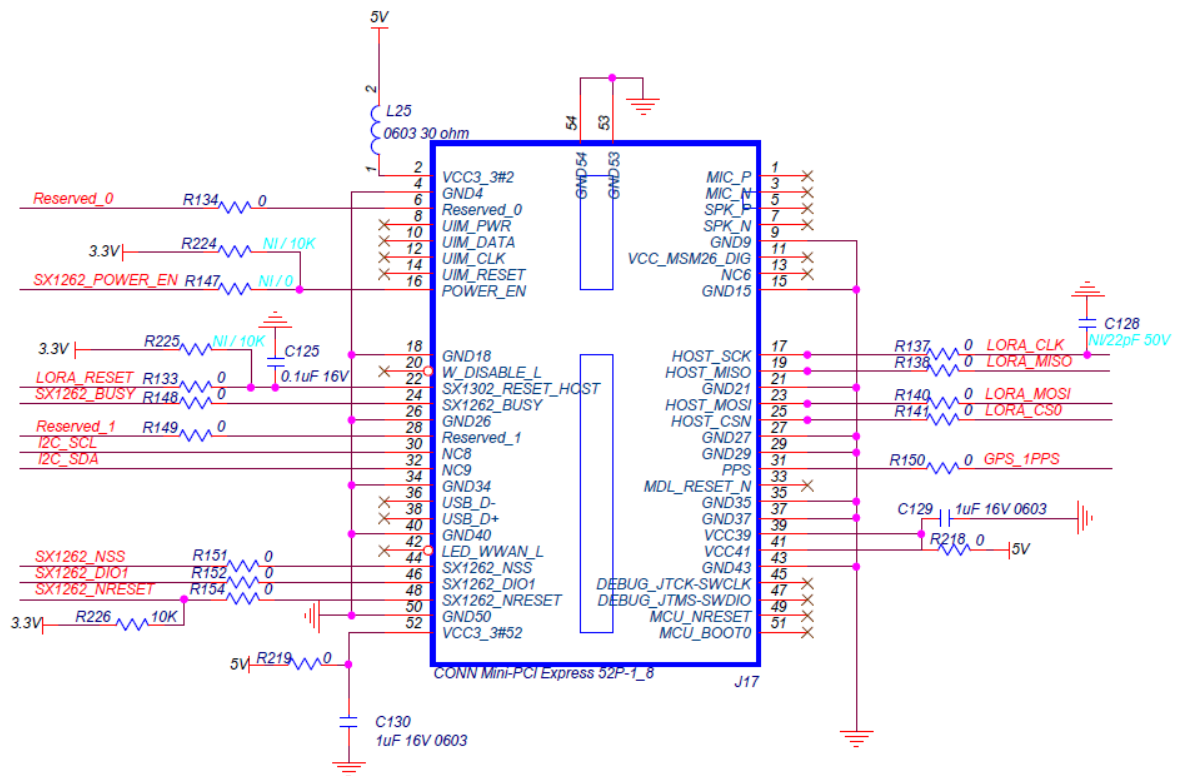 5V
2
L25
0603 30 ohm
1
54
53
GND54
GND53
2
VCC3_3#2
4
GND4
Reserved_0
R134
0
6
Reserved_0
8
UIM_PWR
10
UIM_DATA
3.3V
R224
NI / 10K
12
UIM_CLK
14
UIM_RESET
SX1262_POWER_EN
R147
NI / 0
16
POWER_EN
1
MIC_P
3
MIC_N
5
SPK_P
7
SPK_N
9
GND9
11
VCC_MSM26_DIG
13
NC6
15
GND15
3.3V
R225
NI / 10K
C125
0.1uF 16V
18
GND18
20
W_DISABLE_L
LORA_RESET
R133
0
22
SX1302_RESET_HOST
SX1262_BUSY
R148
0
24
SX1262_BUSY
26
GND26
Reserved_1
R149
0
28
Reserved_1
I2C_SCL
30
NC8
I2C_SDA
32
NC9
34
GND34
36
USB_D-
38
USB_D+
40
GND40
42
LED_WWAN_L
SX1262_NSS
R151
0
44
SX1262_NSS
SX1262_DIO1
R152
0
46
SX1262_DIO1
SX1262_NRESET
R154
0
48
SX1262_NRESET
3.3V
R226
10K
50
GND50
52
VCC3_3#52
5V
R219
0
C130
1uF 16V 0603
C128
NI/22pF 50V
HOST_SCK
17
R137
0
LORA_CLK
HOST_MISO
19
R138
0
LORA_MISO
GND21
21
HOST_MOSI
23
R140
0
LORA_MOSI
HOST_CSN
25
R141
0
LORA_CS0
GND27
27
GND29
29
PPS
31
R150
0
GPS_1PPS
MDL_RESET_N
33
GND35
35
GND37
37
C129
1uF 16V 0603
VCC39
39
VCC41
41
R218
0
5V
GND43
43
DEBUG_JTCK-SWCLK
45
DEBUG_JTMS-SWDIO
47
MCU_NRESET
49
MCU_BOOT0
51
CONN Mini-PCI Express 52P-1_8
J17